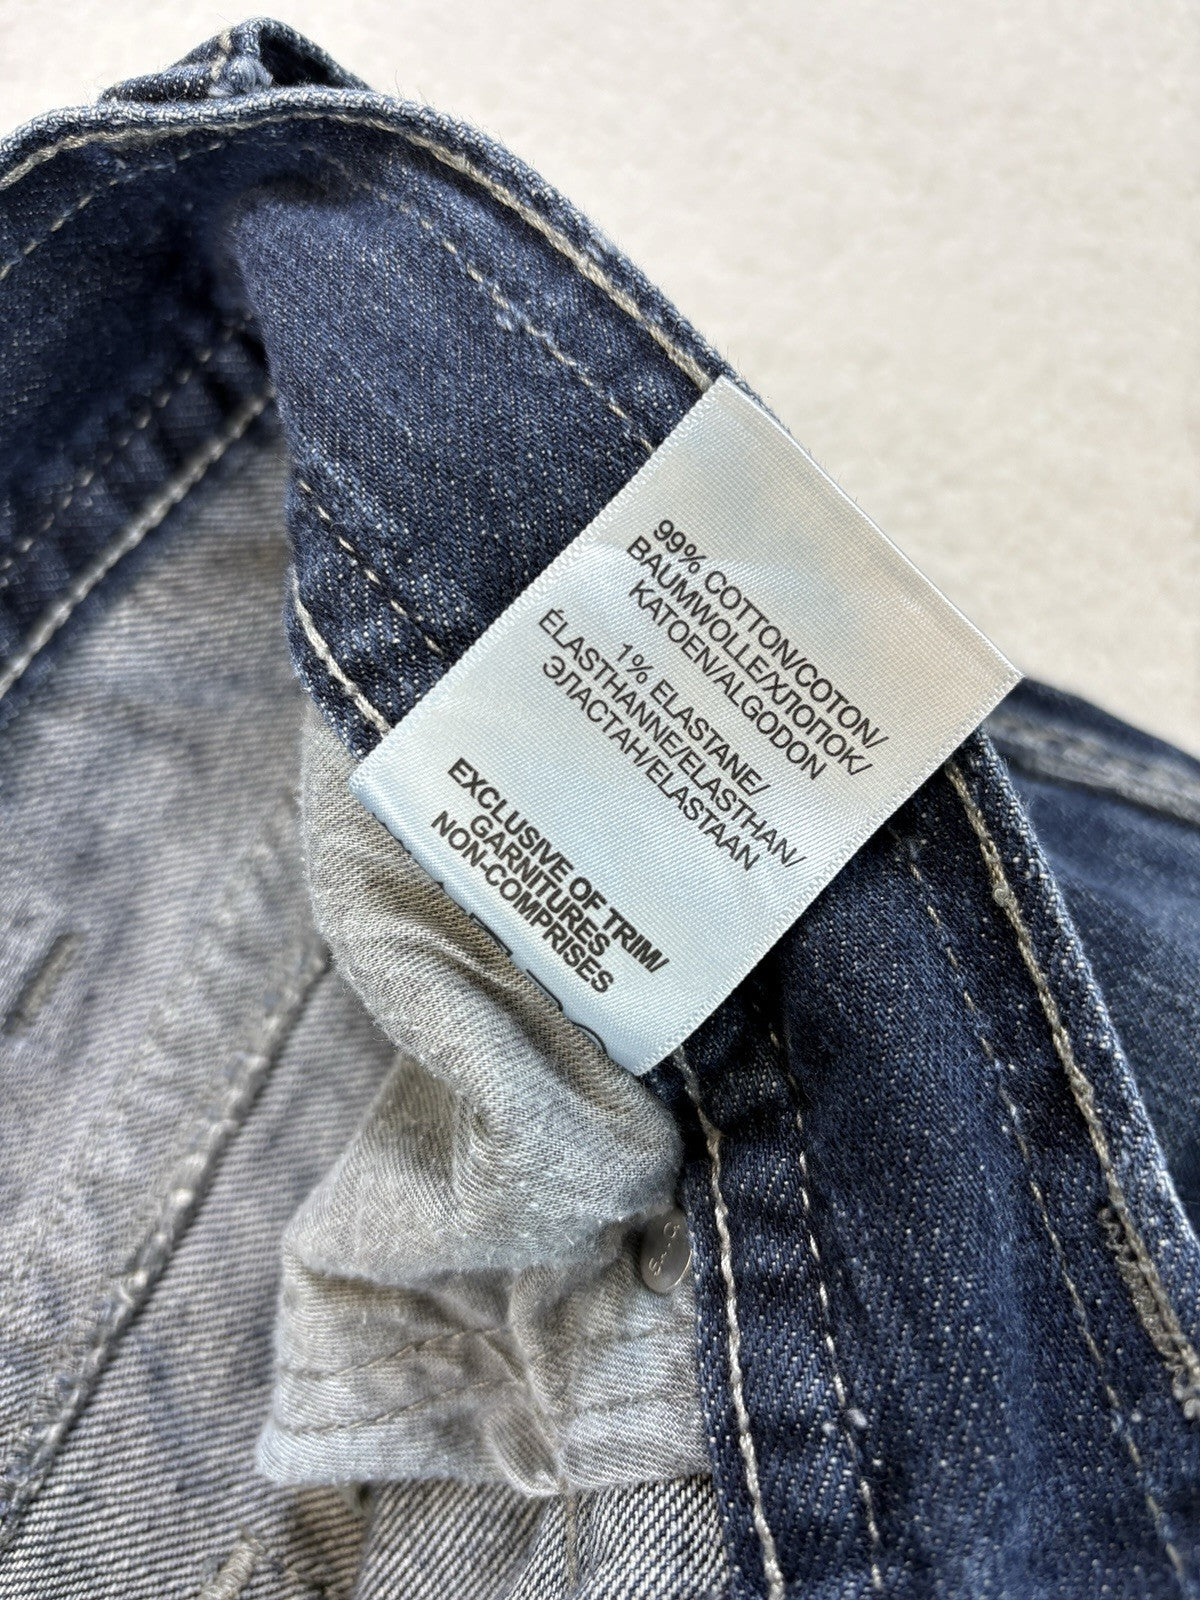 99% COTTON/COTON/
BAUMWOLLE/ХЛОПОК/
KATOEN/ALGODON
1% ELASTANE/
ÉLASTHANNE/ELASTHAN/
ЭЛАСТАН/ELASTAAN
EXCLUSIVE OF TRIM/
GARNITURES
NON-COMPRISES